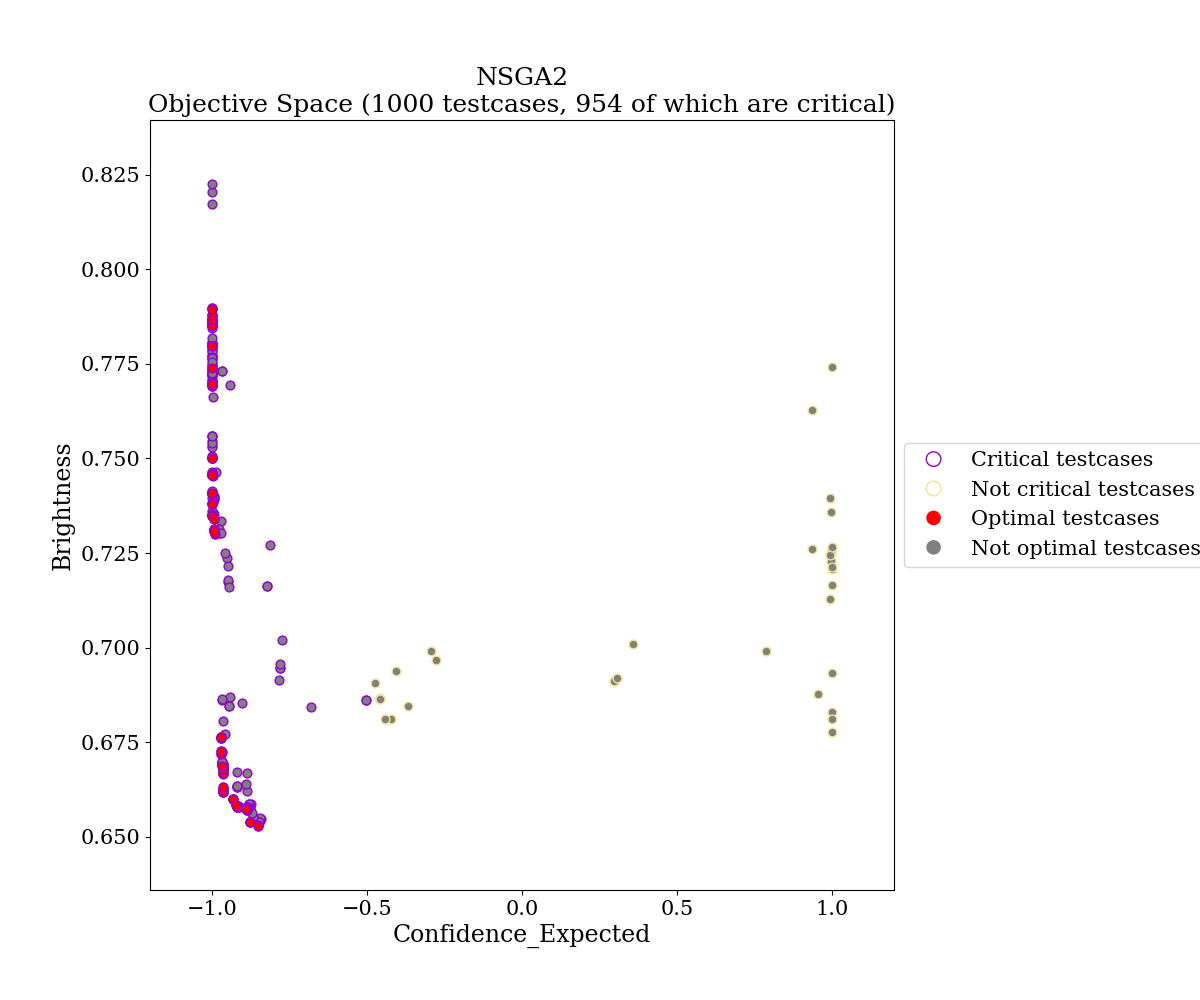 NSGA2
Objective Space (1000 testcases, 954 of which are critical)
0.825
0.800
0.775
0.750
0.725
0.700
0.675
0.650
Brightness
−1.0
−0.5
0.0
0.5
1.0
Confidence_Expected
Critical testcases
Not critical testcases
Optimal testcases
Not optimal testcases